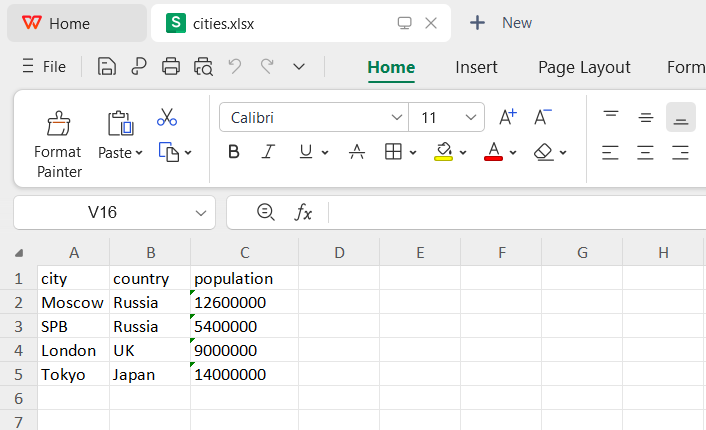 Home
cities.xlsx
New
File
Home Insert Page Layout Form
Format Painter
Paste
Calibri 11
A+ A-
B I U A A
V16
fx
A B C D E F G H
1 city country population
2 Moscow Russia 12600000
3 SPB Russia 5400000
4 London UK 9000000
5 Tokyo Japan 14000000
6
7